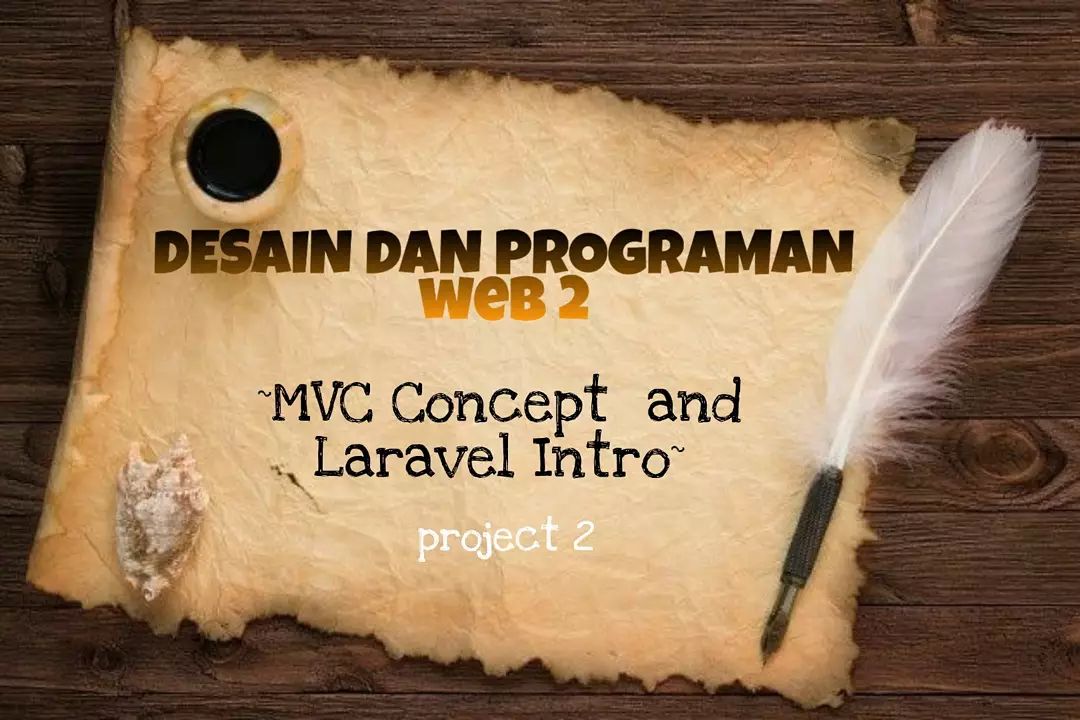 DESAIN DAN PROGRAMAN
WEB 2
~MVC Concept and
Laravel Intro~
project 2